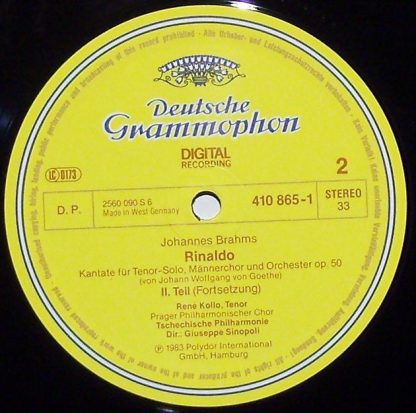 Deutsche
Grammophon
DIGITAL
RECORDING
2
LC 0173
D. P.
2560 090 S 6
Made in West Germany
410 865-1
STEREO
33
Johannes Brahms
Rinaldo
Kantate für Tenor-Solo, Männerchor und Orchester op. 50
(von Johann Wolfgang von Goethe)
II. Teil (Fortsetzung)
René Kollo, Tenor
Prager Philharmonischer Chor
Tschechische Philharmonie
Dir.: Giuseppe Sinopoli
℗ 1983 Polydor International
GmbH, Hamburg